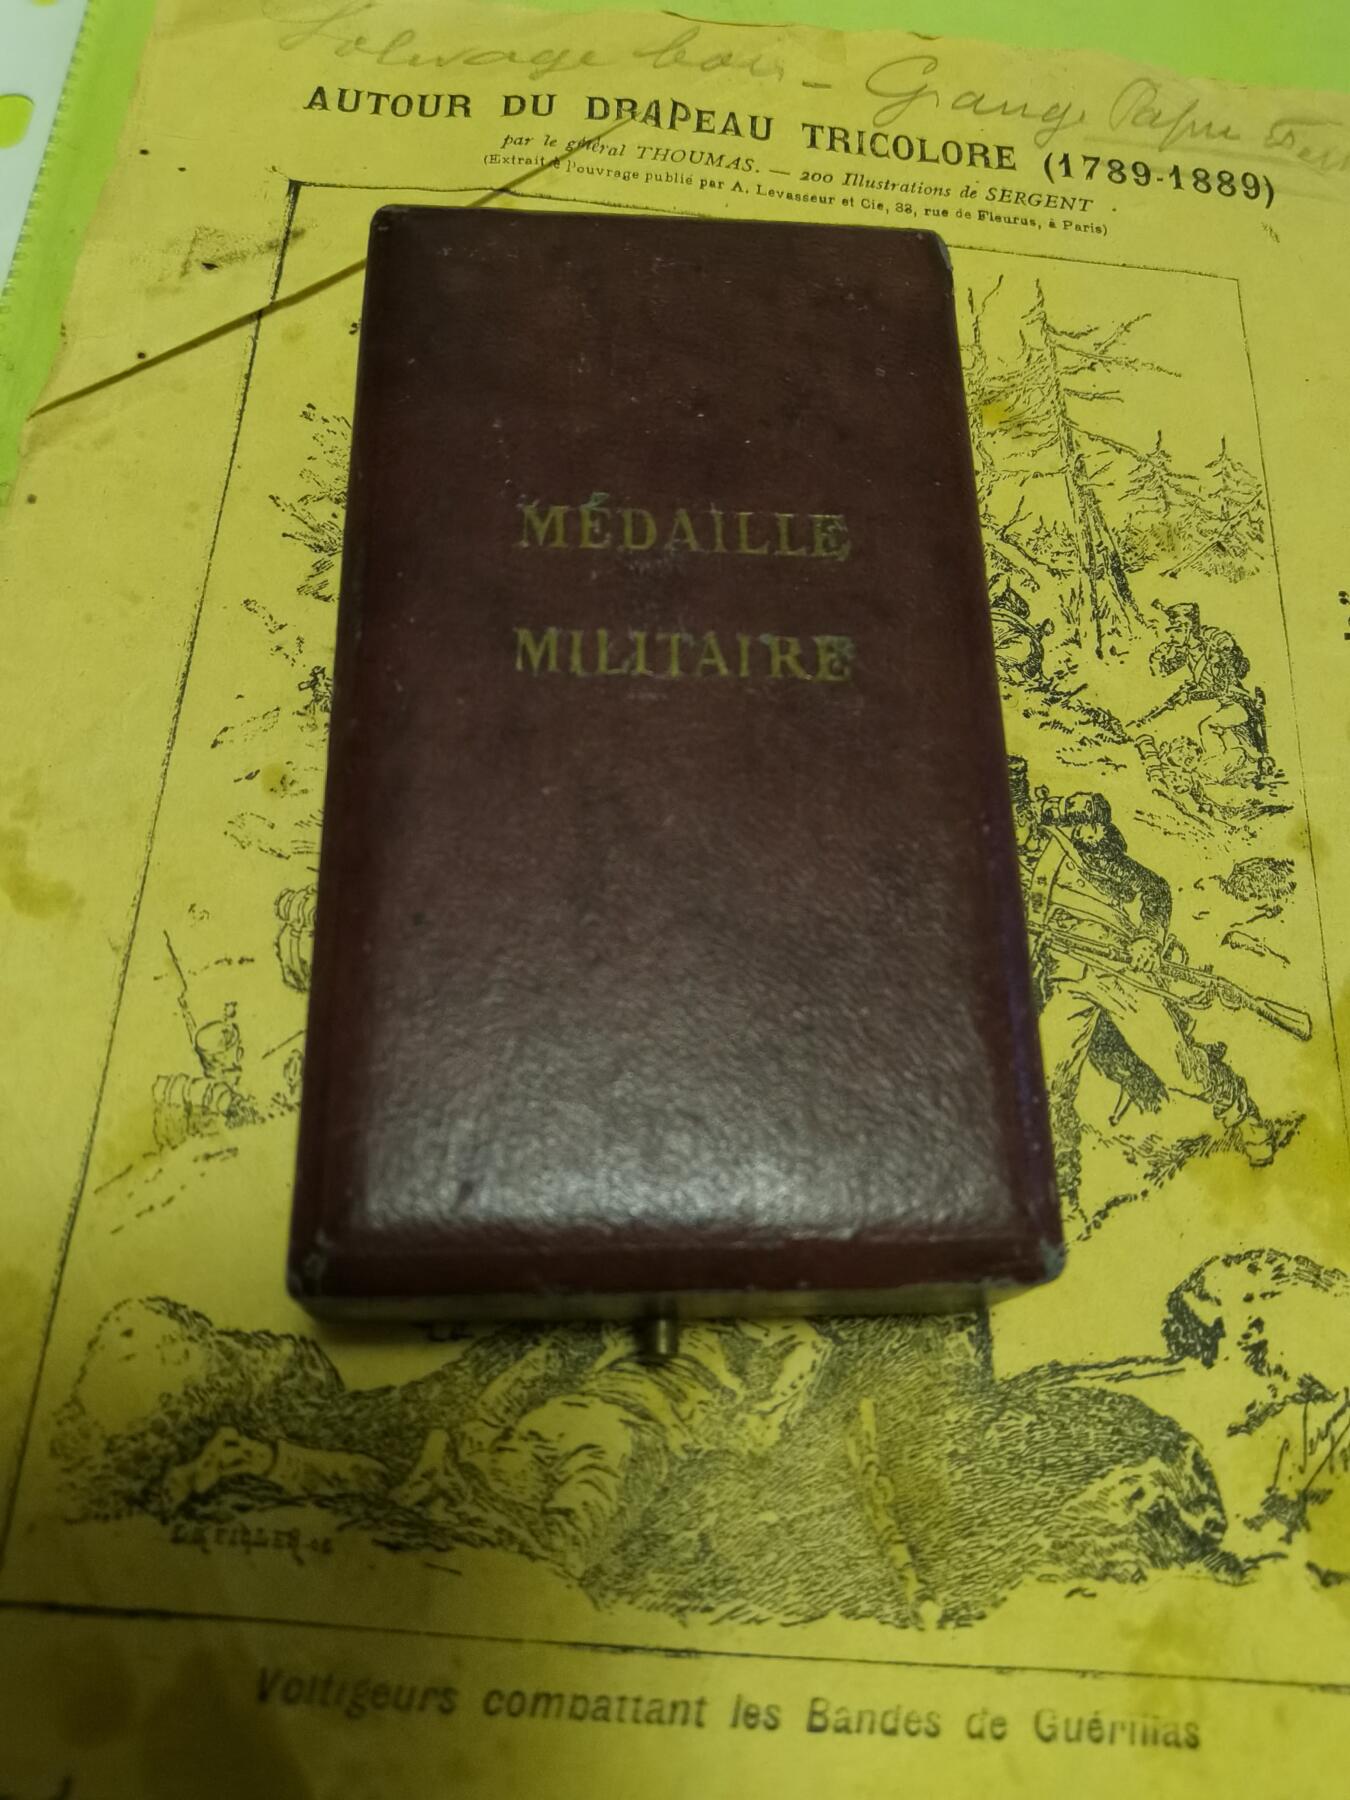 AUTOUR DU DRAPEAU TRICOLORE (1789-1889)
par le général THOUMAS. — 200 Illustrations de SERGENT
(Extrait de l'ouvrage publié par A. Levasseur et Cie, 33, rue de Fleurus, à Paris)
MÉDAILLE
MILITAIRE
Voltigeurs combattant les Bandes de Guérillas